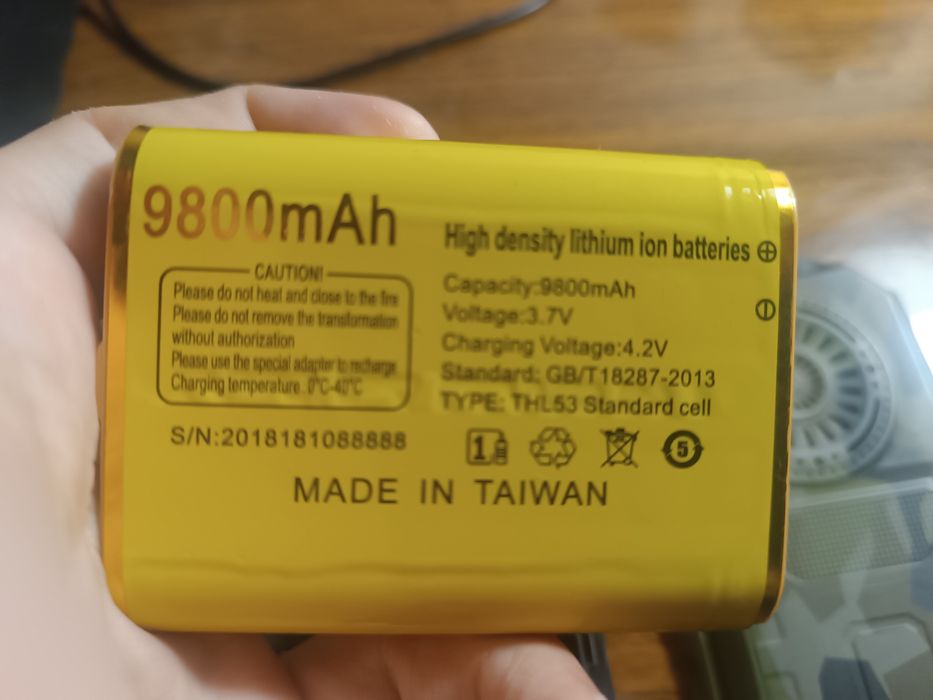 9800mAh
CAUTION!
Please do not heat and close to the fire
Please do not remove the transformation
without authorization
Please use the special adapter to recharge
Charging temperature. 0°C-40°C
S/N:2018181088888
High density lithium ion batteries
Capacity:9800mAh
Voltage:3.7V
Charging Voltage:4.2V
Standard: GB/T18287-2013
TYPE: THL53 Standard cell
1
5
MADE IN TAIWAN